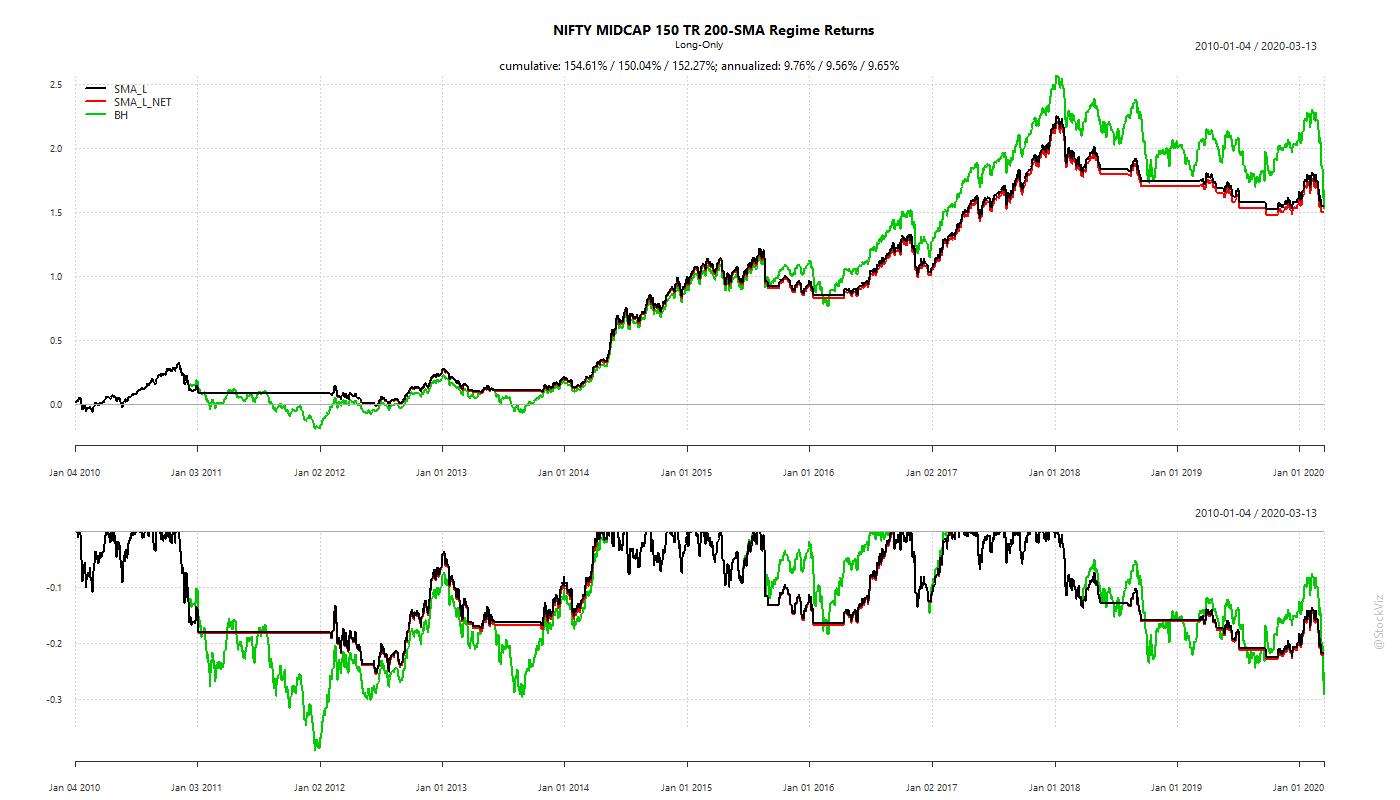 NIFTY MIDCAP 150 TR 200-SMA Regime Returns
Long-Only
2010-01-04 / 2020-03-13
cumulative: 154.61% / 150.04% / 152.27%; annualized: 9.76% / 9.56% / 9.65%
SMA_L
SMA_L_NET
BH
2.5
2.0
1.5
1.0
0.5
0.0
Jan 04 2010 Jan 03 2011 Jan 02 2012 Jan 01 2013 Jan 01 2014 Jan 01 2015 Jan 01 2016 Jan 02 2017 Jan 01 2018 Jan 01 2019 Jan 01 2020
2010-01-04 / 2020-03-13
-0.1
-0.2
-0.3
Jan 04 2010 Jan 03 2011 Jan 02 2012 Jan 01 2013 Jan 01 2014 Jan 01 2015 Jan 01 2016 Jan 02 2017 Jan 01 2018 Jan 01 2019 Jan 01 2020
@StockViz